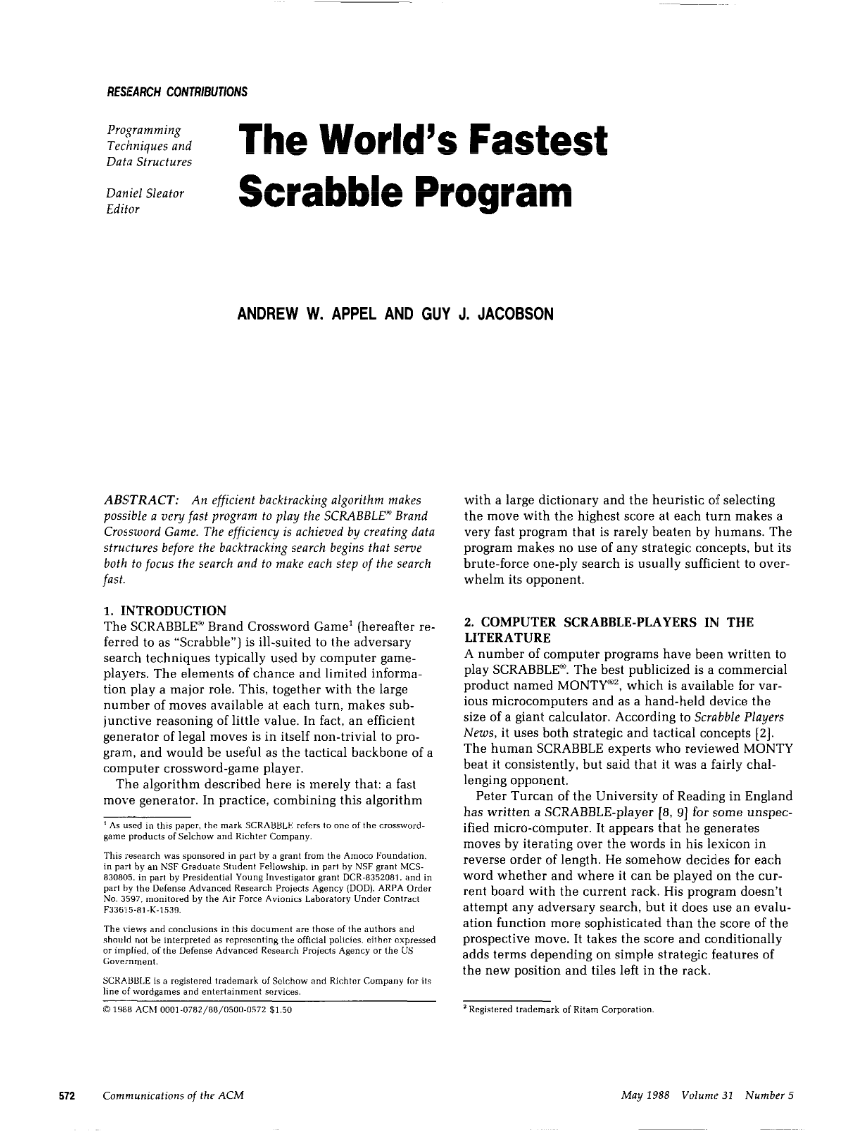 RESEARCH CONTRIBUTIONS
Programming
Techniques and
Data Structures
Daniel Sleator
Editor
The World's Fastest
Scrabble Program
ANDREW W. APPEL AND GUY J. JACOBSON
ABSTRACT: An efficient backtracking algorithm makes
possible a very fast program to play the SCRABBLE® Brand
Crossword Game. The efficiency is achieved by creating data
structures before the backtracking search begins that serve
both to focus the search and to make each step of the search
fast.
1. INTRODUCTION
The SCRABBLE® Brand Crossword Game¹ (hereafter re-
ferred to as "Scrabble") is ill-suited to the adversary
search techniques typically used by computer game-
players. The elements of chance and limited informa-
tion play a major role. This, together with the large
number of moves available at each turn, makes sub-
junctive reasoning of little value. In fact, an efficient
generator of legal moves is in itself non-trivial to pro-
gram, and would be useful as the tactical backbone of a
computer crossword-game player.
The algorithm described here is merely that: a fast
move generator. In practice, combining this algorithm
¹ As used in this paper, the mark SCRABBLE refers to one of the crossword-
game products of Selchow and Richter Company.
This research was sponsored in part by a grant from the Amoco Foundation,
in part by an NSF Graduate Student Fellowship, in part by NSF grant MCS-
830805, in part by Presidential Young Investigator grant DCR-8352081, and in
part by the Defense Advanced Research Projects Agency (DOD), ARPA Order
No. 3597, monitored by the Air Force Avionics Laboratory Under Contract
F33615-81-K-1539.
The views and conclusions in this document are those of the authors and
should not be interpreted as representing the official policies, either expressed
or implied, of the Defense Advanced Research Projects Agency or the US
Government.
SCRABBLE is a registered trademark of Selchow and Richter Company for its
line of wordgames and entertainment services.
© 1988 ACM 0001-0782/88/0500-0572 $1.50
with a large dictionary and the heuristic of selecting
the move with the highest score at each turn makes a
very fast program that is rarely beaten by humans. The
program makes no use of any strategic concepts, but its
brute-force one-ply search is usually sufficient to over-
whelm its opponent.
2. COMPUTER SCRABBLE-PLAYERS IN THE
LITERATURE
A number of computer programs have been written to
play SCRABBLE®. The best publicized is a commercial
product named MONTY®², which is available for var-
ious microcomputers and as a hand-held device the
size of a giant calculator. According to Scrabble Players
News, it uses both strategic and tactical concepts [2].
The human SCRABBLE experts who reviewed MONTY
beat it consistently, but said that it was a fairly chal-
lenging opponent.
Peter Turcan of the University of Reading in England
has written a SCRABBLE-player [8, 9] for some unspec-
ified micro-computer. It appears that he generates
moves by iterating over the words in his lexicon in
reverse order of length. He somehow decides for each
word whether and where it can be played on the cur-
rent board with the current rack. His program doesn't
attempt any adversary search, but it does use an evalu-
ation function more sophisticated than the score of the
prospective move. It takes the score and conditionally
adds terms depending on simple strategic features of
the new position and tiles left in the rack.
² Registered trademark of Ritam Corporation.
572 Communications of the ACM
May 1988 Volume 31 Number 5